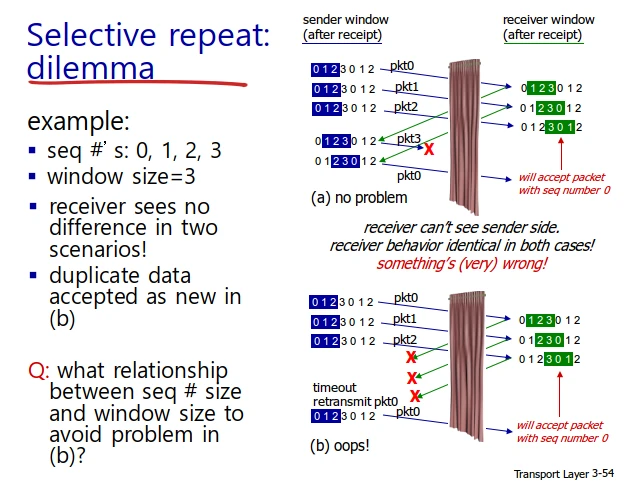 Selective repeat:
dilemma
example:
▪ seq #' s: 0, 1, 2, 3
▪ window size=3
▪ receiver sees no
difference in two
scenarios!
▪ duplicate data
accepted as new in
(b)
Q: what relationship
between seq # size
and window size to
avoid problem in
(b)?
sender window
(after receipt)
receiver window
(after receipt)
0 1 2 3 0 1 2 pkt0
0 1 2 3 0 1 2 pkt1 0 1 2 3 0 1 2
0 1 2 3 0 1 2 pkt2 0 1 2 3 0 1 2
0 1 2 3 0 1 2
0 1 2 3 0 1 2 pkt3 X
0 1 2 3 0 1 2 pkt0
will accept packet
with seq number 0
(a) no problem
receiver can't see sender side.
receiver behavior identical in both cases!
something's (very) wrong!
0 1 2 3 0 1 2 pkt0
0 1 2 3 0 1 2 pkt1 0 1 2 3 0 1 2
0 1 2 3 0 1 2 pkt2 0 1 2 3 0 1 2
X 0 1 2 3 0 1 2
X
X
timeout
retransmit pkt0
0 1 2 3 0 1 2 pkt0
will accept packet
with seq number 0
(b) oops!
Transport Layer 3-54